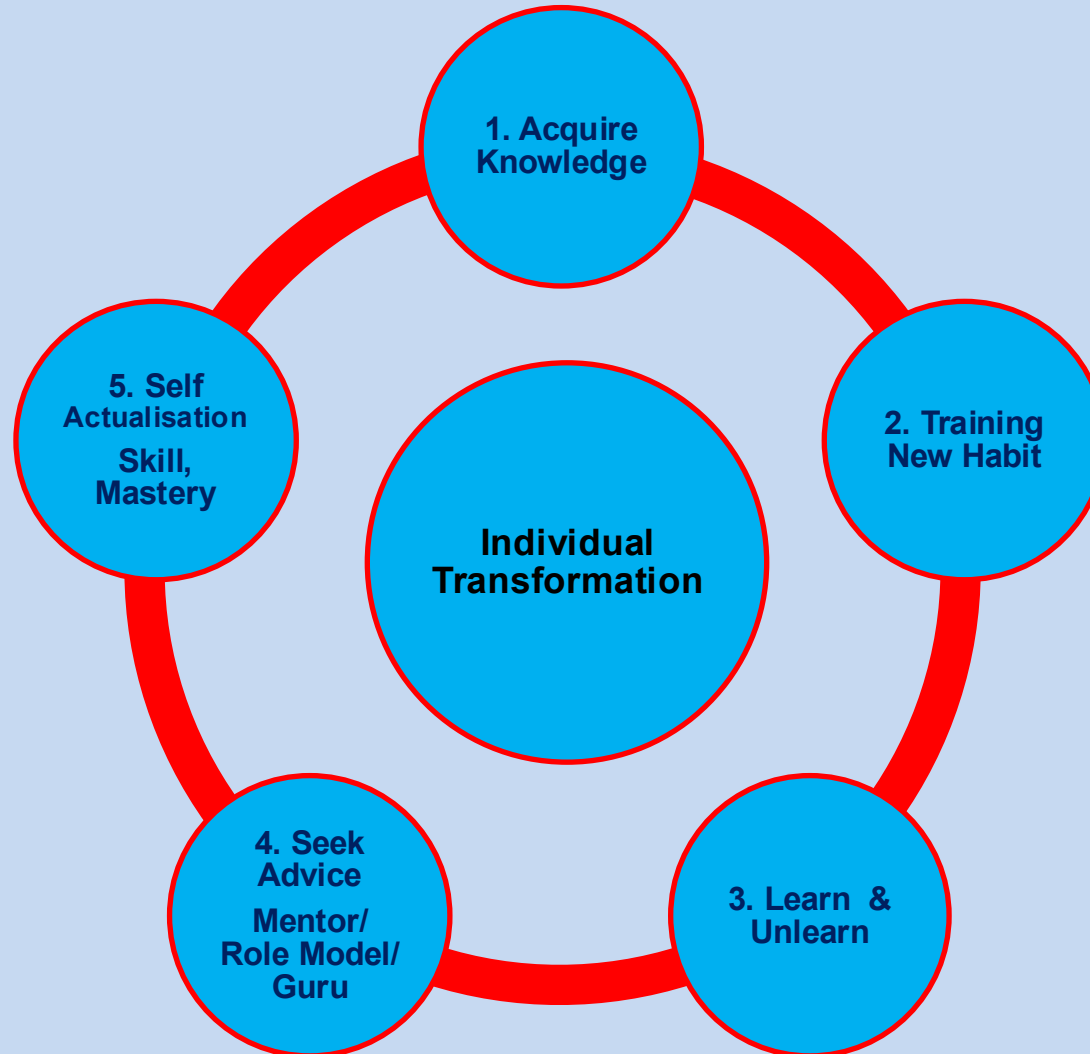 1. Acquire
Knowledge
2. Training
New Habit
3. Learn & 
Unlearn
4. Seek
Advice
Mentor/
Role Model/
Guru
5. Self
Actualisation
Skill,
Mastery
Individual
Transformation